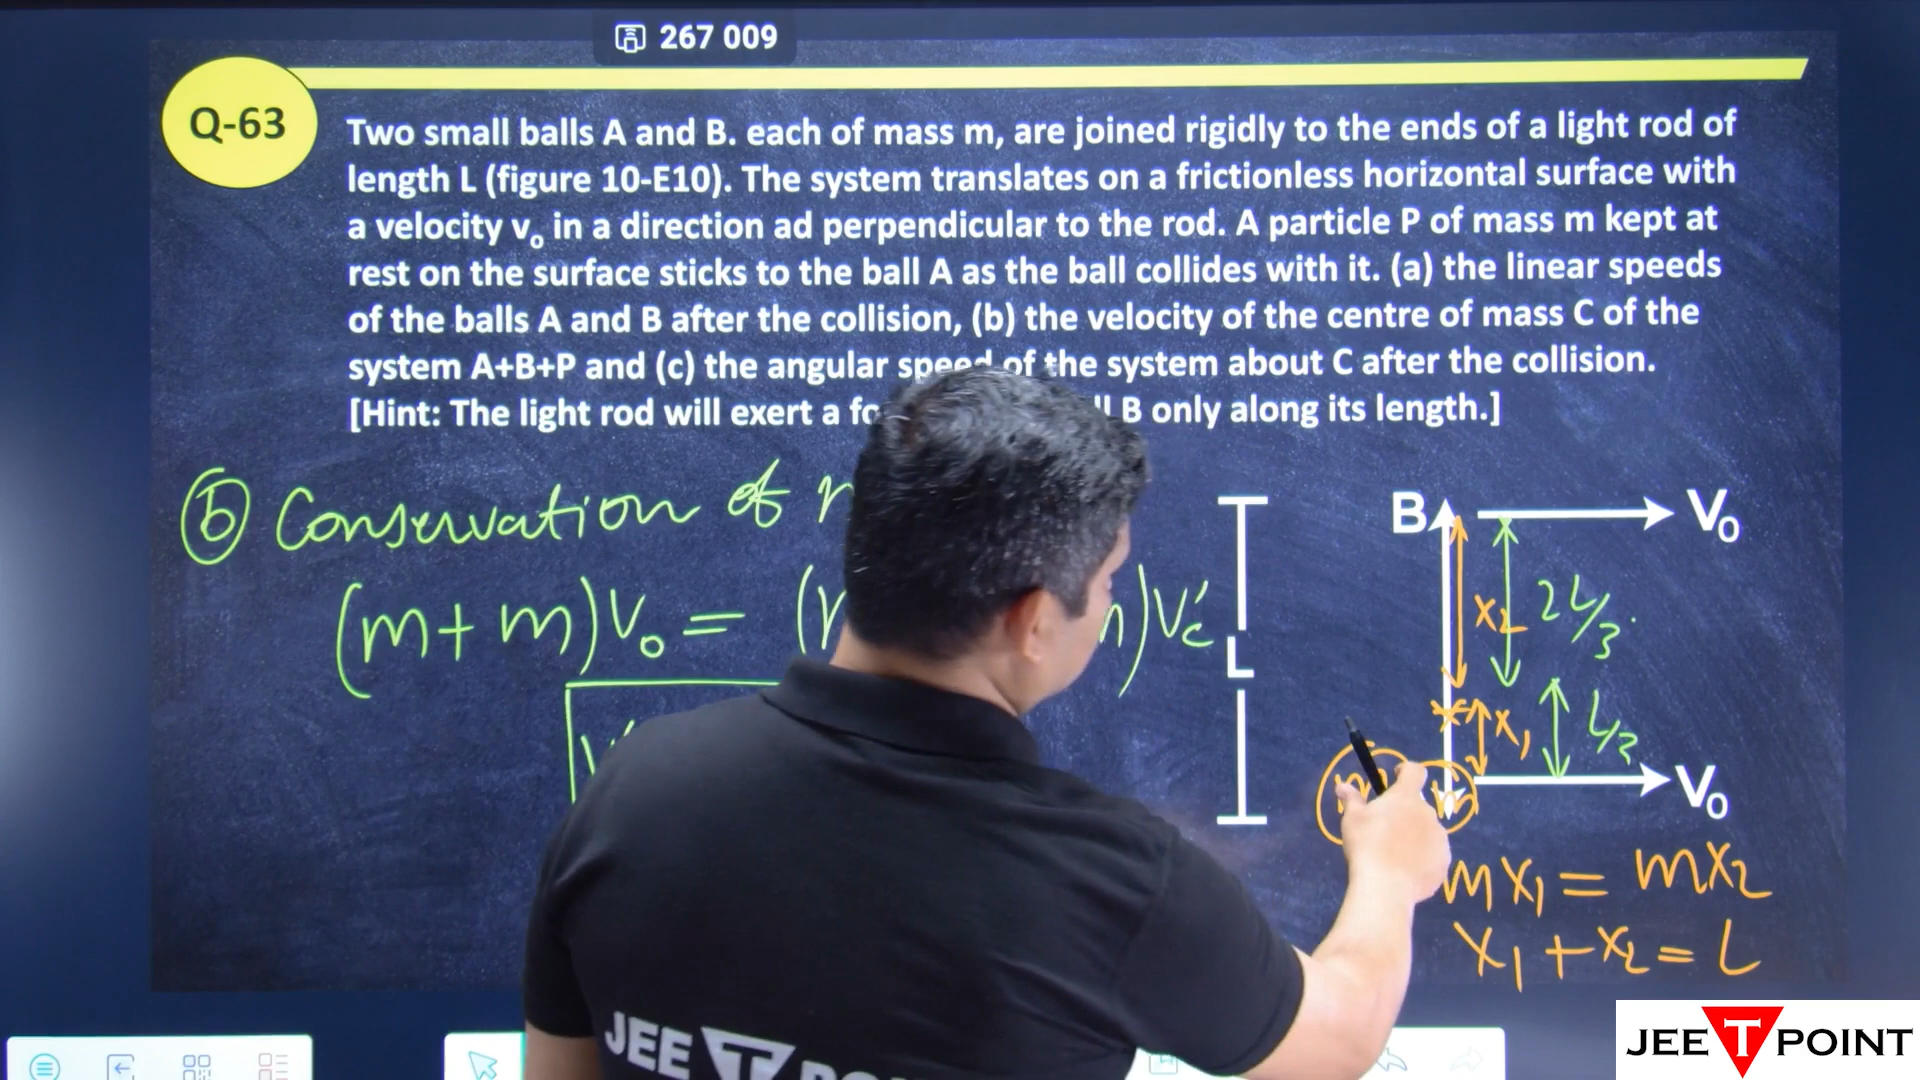 267 009
Q-63
Two small balls A and B. each of mass m, are joined rigidly to the ends of a light rod of
length L (figure 10-E10). The system translates on a frictionless horizontal surface with
a velocity vo in a direction ad perpendicular to the rod. A particle P of mass m kept at
rest on the surface sticks to the ball A as the ball collides with it. (a) the linear speeds
of the balls A and B after the collision, (b) the velocity of the centre of mass C of the
system A+B+P and (c) the angular speed of the system about C after the collision.
[Hint: The light rod will exert a B only along its length.]
b Conservation of
(m+m)V₀ = )Vc'
L
B V₀
x₂ 2L/3
x₁ L/3
V₀
mx₁ = mx₂
x₁ + x₂ = L
JEE T
JEE T POINT